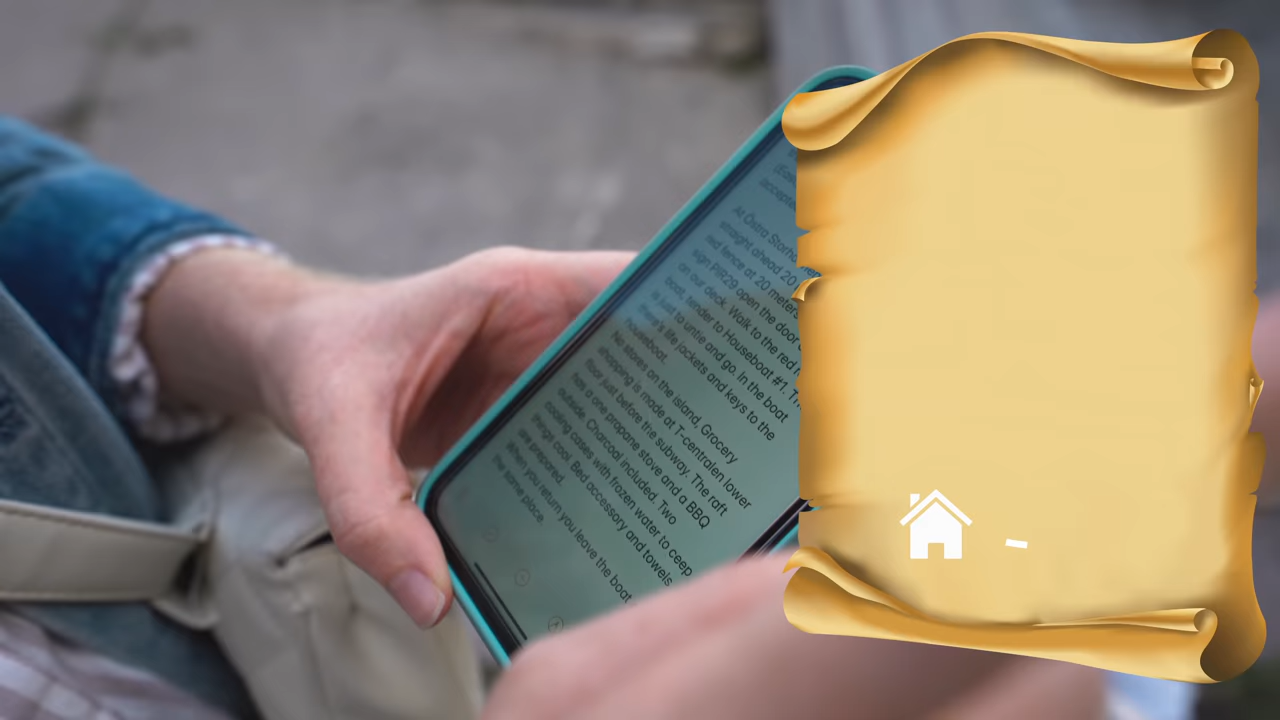 accepte
At Östra Storho
straight ahead 20
red fence at 20 meters
sign PIR29 open the door
on our deck. Walk to the red
boat, tender to Houseboat #1. Th
is just to untie and go. In the boat
there's life jackets and keys to the
houseboat.
No stores on the island, Grocery
shopping is made at T-centralen lower
floor just before the subway. The raft
has a one propane stove and a BBQ
outside. Charcoal included. Two
cooling cases with frozen water to keep
things cool. Bed accessory and towels
are prepared.
When you return you leave the boat
the same place.